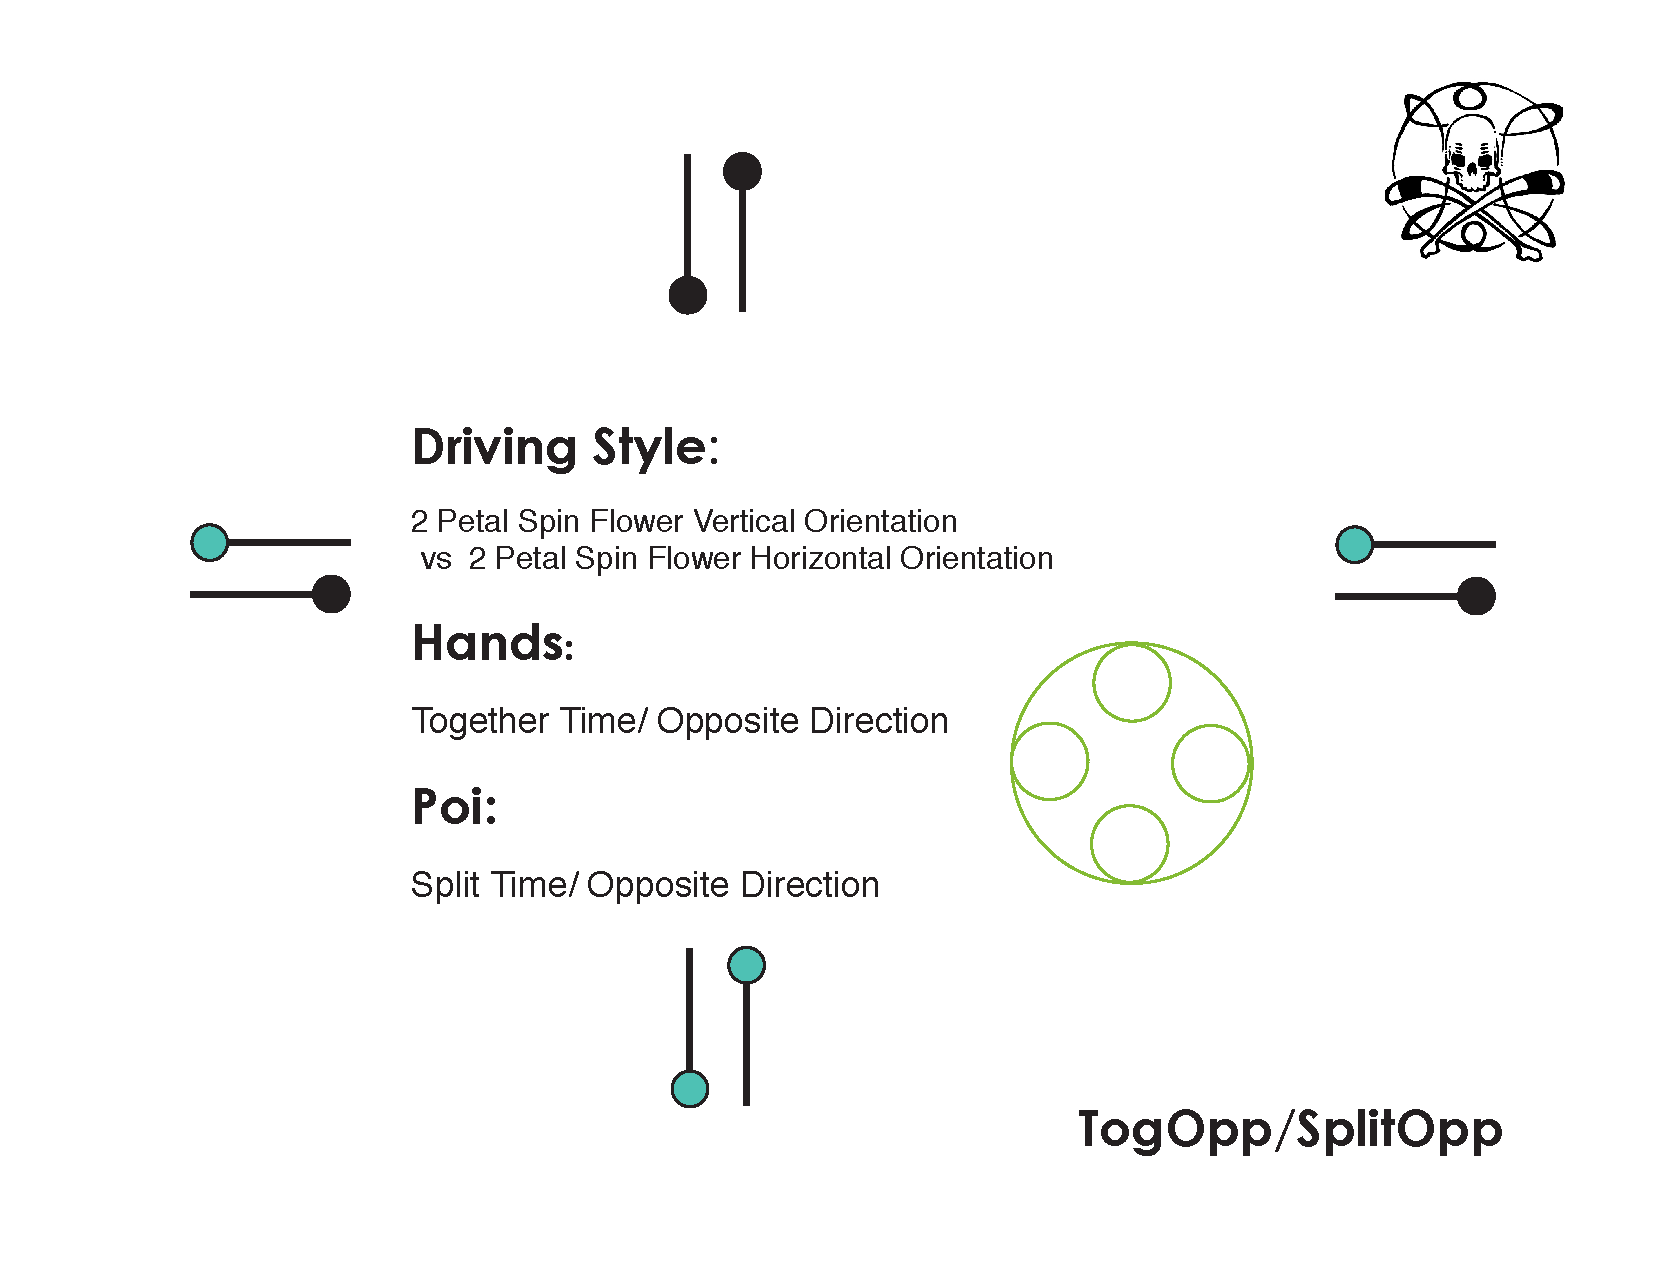 Driving Style:
2 Petal Spin Flower Vertical Orientation
vs 2 Petal Spin Flower Horizontal Orientation
Hands:
Together Time/ Opposite Direction
Poi:
Split Time/ Opposite Direction
TogOpp/SplitOpp